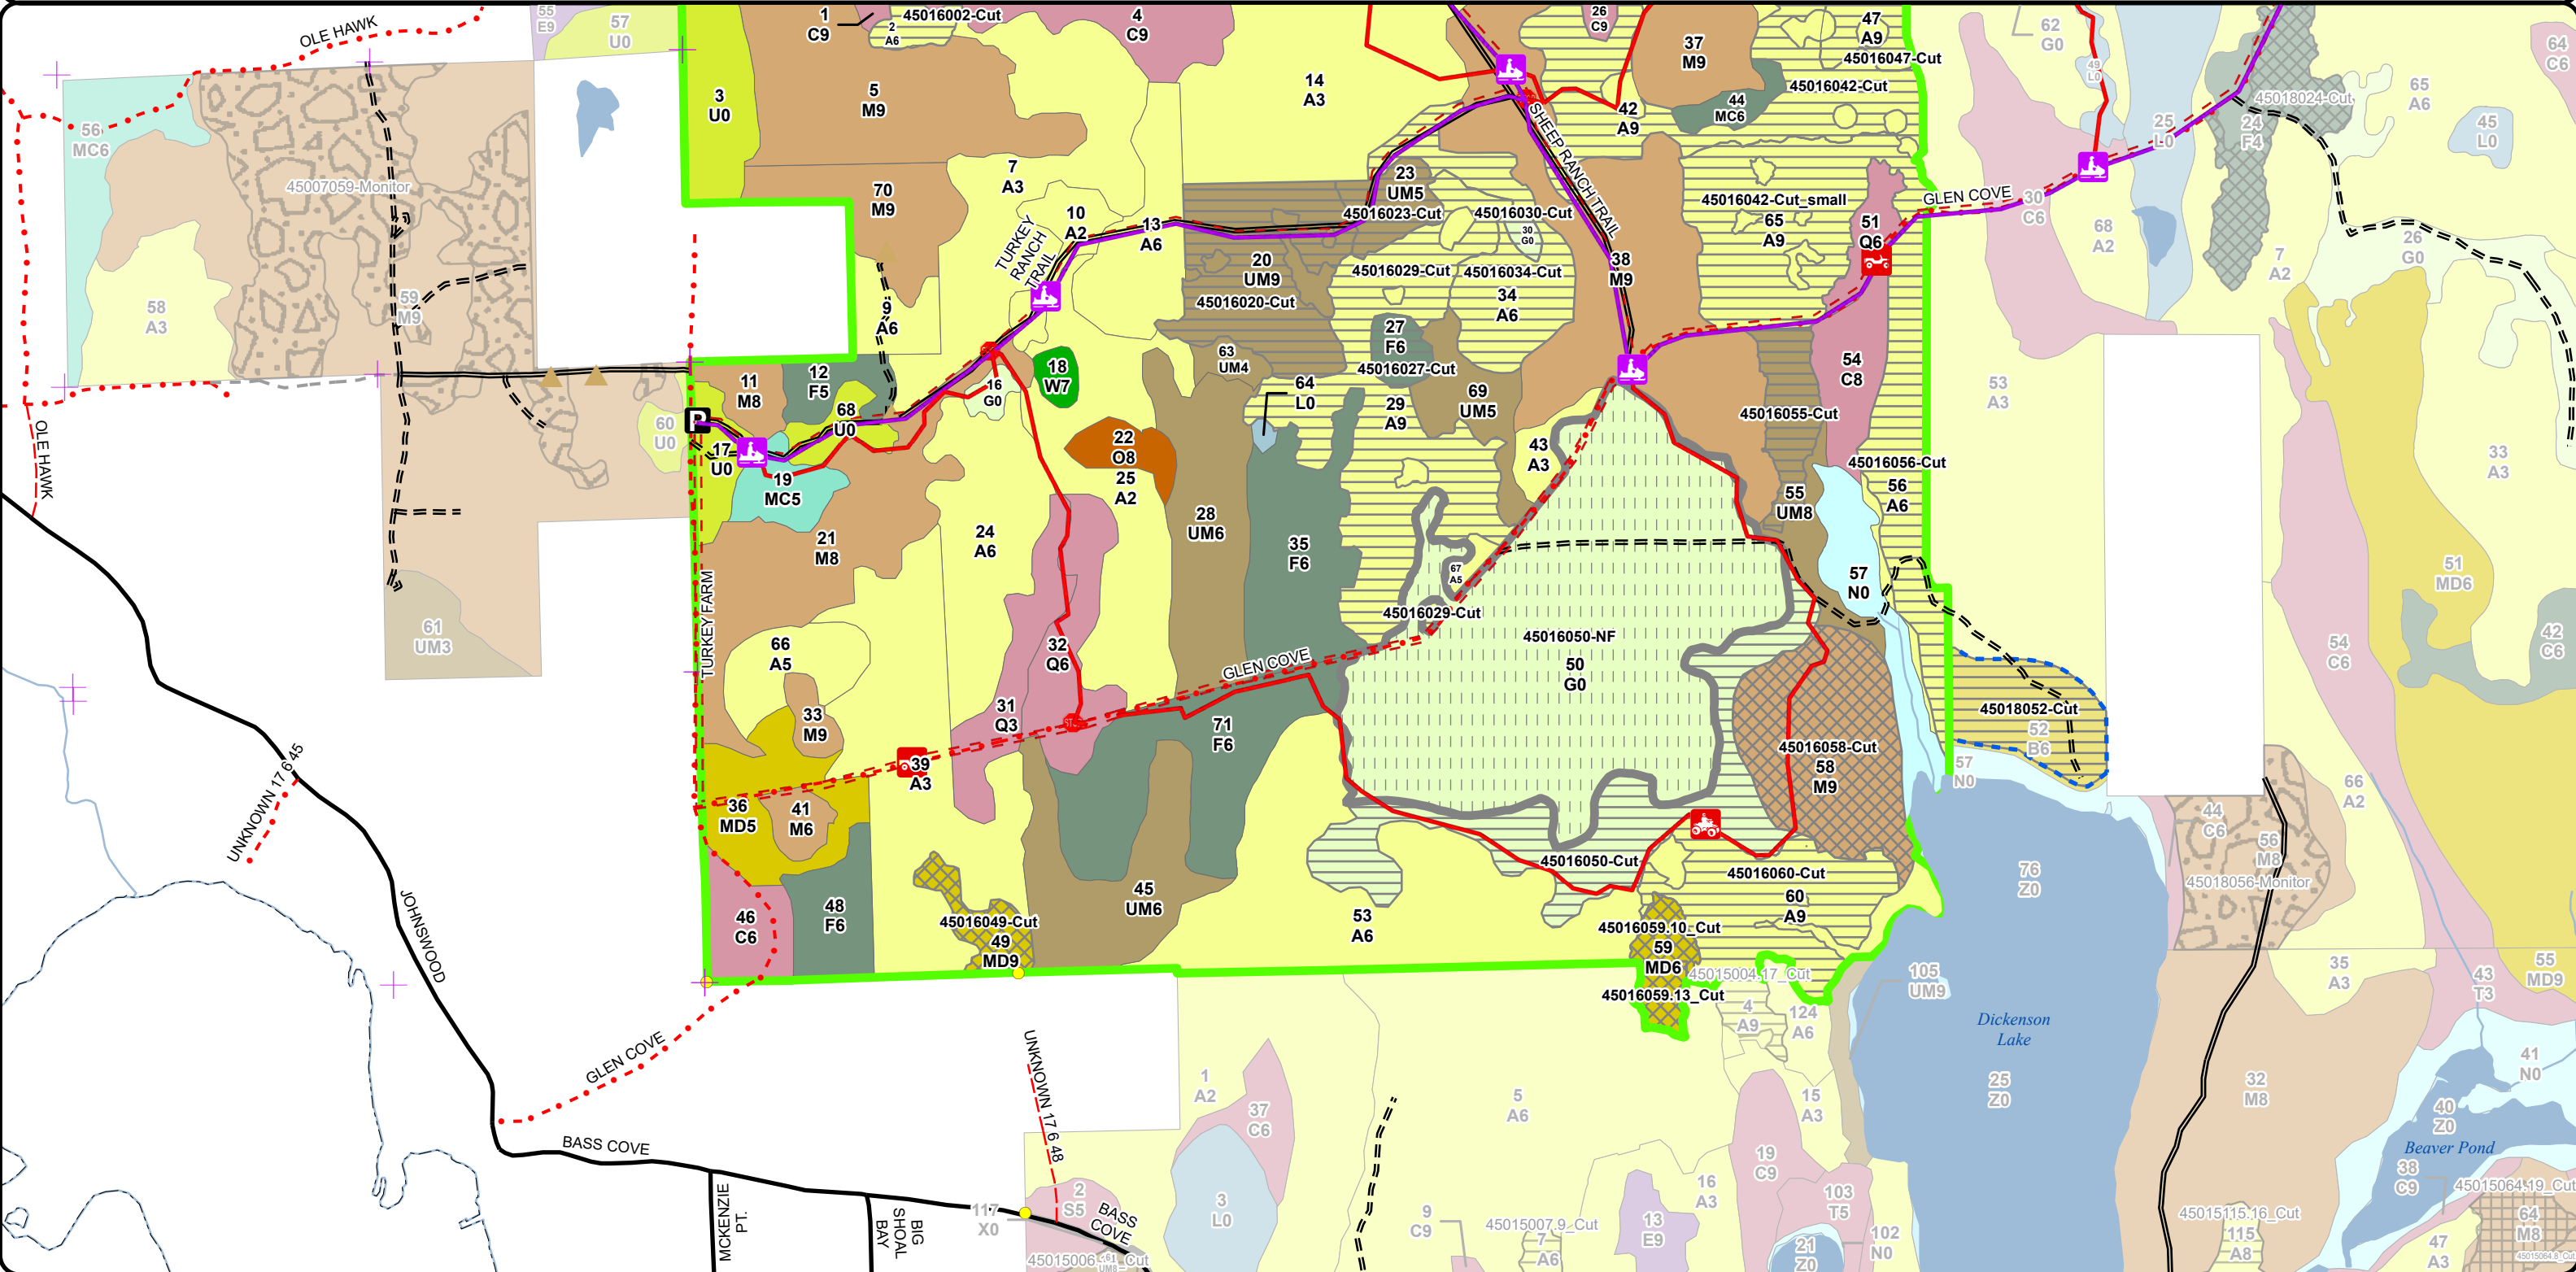 OLE HAWK
55
E9
57
U0
1
C9
2
A6
45016002-Cut
4
C9
26
C9
37
M9
47
A9
45016047-Cut
62
G0
49
L0
64
C6
56
MC6
45007059-Monitor
3
U0
5
M9
14
A3
42
A9
44
MC6
45016042-Cut
25
L0
45018024-Cut
24
F4
65
A6
45
L0
58
A3
59
M9
70
M9
7
A3
10
A2
13
A6
TURKEY
RANCH
TRAIL
23
UM5
45016023-Cut
45016030-Cut
30
G0
SHEEP RANCH TRAIL
45016042-Cut_small
65
A9
51
Q6
GLEN COVE
30
C6
68
A2
7
A2
26
G0
20
UM9
45016020-Cut
45016029-Cut
45016034-Cut
34
A6
38
M9
9
A6
27
F6
45016027-Cut
63
UM4
64
L0
29
A9
69
UM5
54
C8
53
A3
11
M8
12
F5
16
G0
18
W7
60
U0
P
17
U0
68
U0
19
MC5
22
O8
25
A2
43
A3
45016055-Cut
45016056-Cut
56
A6
55
UM8
33
A3
OLE HAWK
21
M8
24
A6
28
UM6
35
F6
67
A5
57
N0
51
MD6
61
UM3
TURKEY FARM
66
A5
32
Q6
GLEN COVE
45016029-Cut
45016050-NF
50
G0
54
C6
42
C6
33
M9
31
Q3
71
F6
45018052-Cut
52
B6
45016058-Cut
58
M9
57
N0
UNKNOWN 17 6 45
39
A3
36
MD5
41
M6
44
C6
56
M8
66
A2
45018056-Monitor
JOHNSWOOD
46
C6
48
F6
45016049-Cut
49
MD9
45
UM6
53
A6
45016050-Cut
45016060-Cut
60
A9
76
Z0
45016059.10_Cut
59
MD6
45015004.17_Cut
45016059.13_Cut
4
A9
124
A6
105
UM9
35
A3
43
T3
55
MD9
Dickenson
Lake
GLEN COVE
UNKNOWN 17 6 48
1
A2
37
C6
5
A6
15
A3
25
Z0
32
M8
41
N0
40
Z0
Beaver Pond
BASS COVE
MCKENZIE
PT.
BIG
SHOAL
BAY
117
X0
2
S5
BASS
COVE
3
L0
9
C9
45015007.9_Cut
7
A6
13
E9
16
A3
19
C9
103
T5
102
N0
21
Z0
38
C9
45015064.19_Cut
64
M8
45015115.16_Cut
115
A8
47
A3
45015064.8_Cut